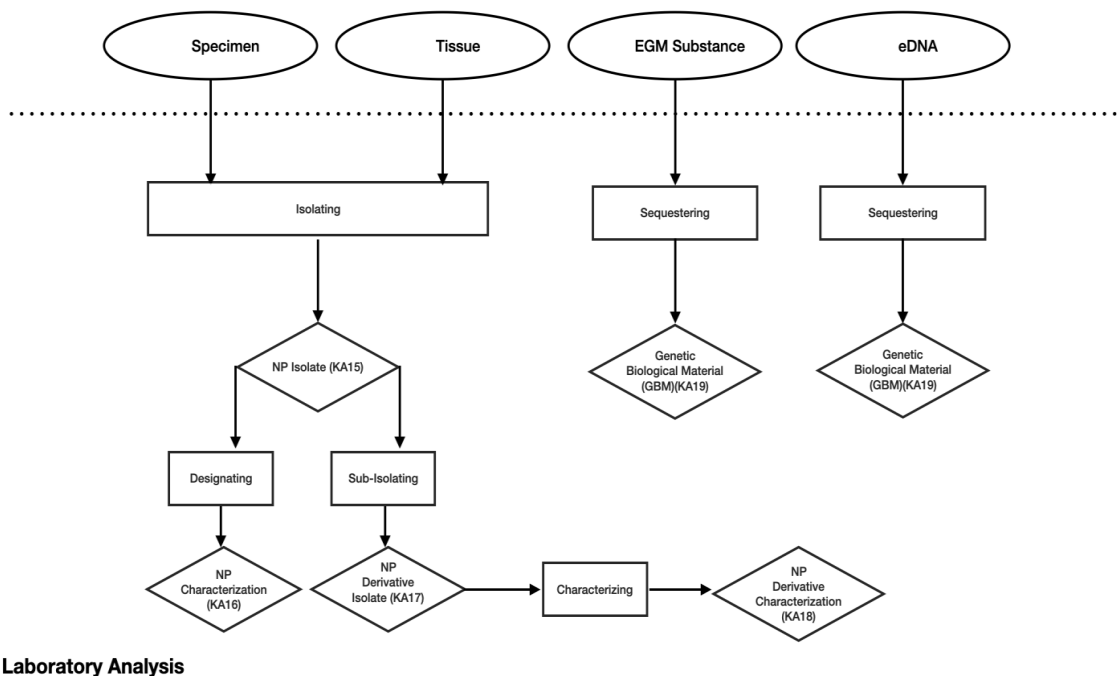 Specimen
Tissue
EGM Substance
eDNA
Isolating
Sequestering
Sequestering
NP Isolate (KA15)
Genetic
Biological Material
(GBM)(KA19)
Genetic
Biological Material
(GBM)(KA19)
Designating
Sub-Isolating
NP
Characterization
(KA16)
NP
Derivative
Isolate (KA17)
Characterizing
NP
Derivative
Characterization
(KA18)
Laboratory Analysis